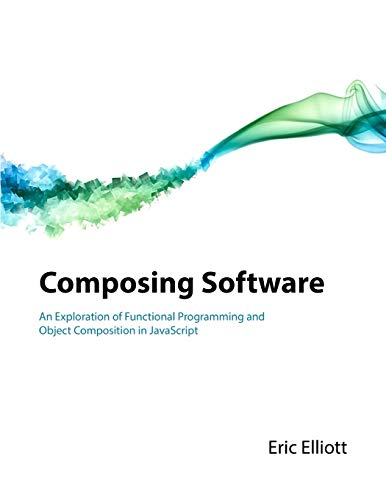 Composing Software
An Exploration of Functional Programming and
Object Composition in JavaScript
Eric Elliott